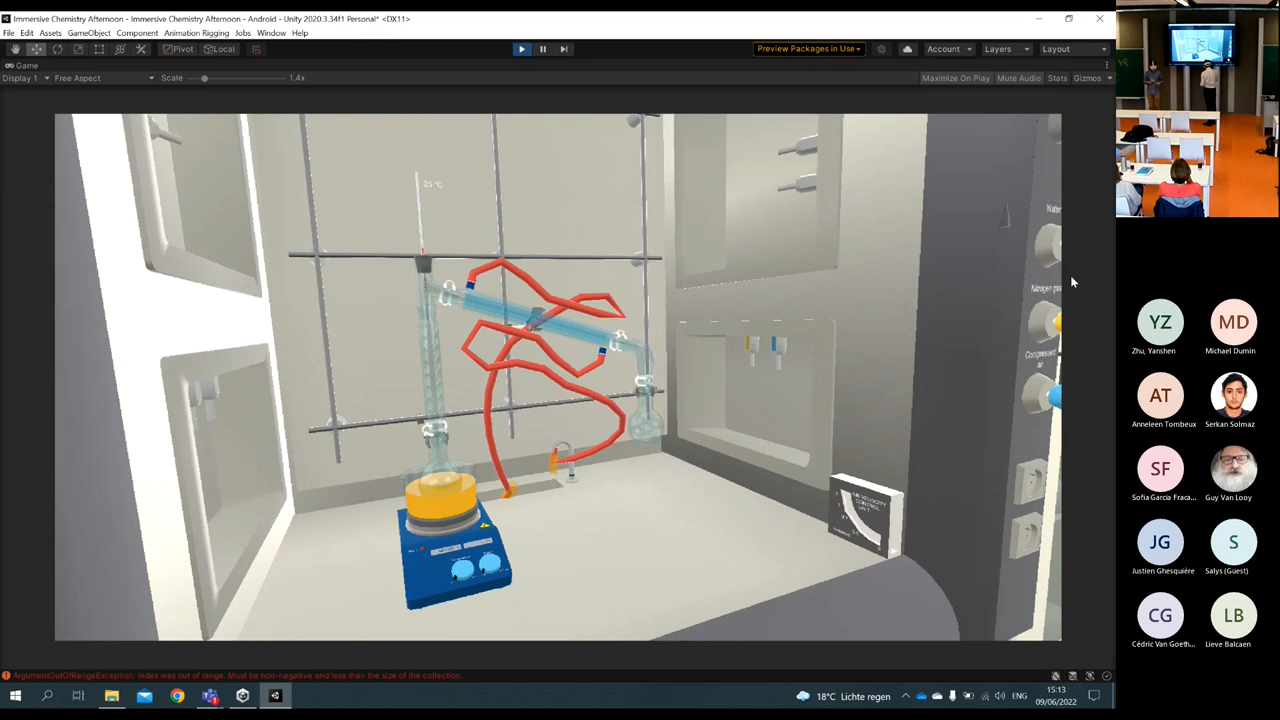 Immersive Chemistry Afternoon - Immersive Chemistry Afternoon - Android - Unity 2020.3.34f1 Personal* <DX11>
File Edit Assets GameObject Component Animation Rigging Jobs Window Help
Pivot Local Preview Packages in Use Account Layers Layout
Game
Display 1 Free Aspect Scale 1.4x Maximize On Play Mute Audio Stats Gizmos
VR
25 °C
Nitrogen
Compressed
air
AIR VELOCITY
CONTROL
UNIT
YZ MD
Zhu, Yanshen Michael Dumin
AT
Anneleen Tombeux Serkan Solmaz
SF
Sofia Garcia Fraca... Guy Van Looy
JG S
Justien Ghesquière Salys (Guest)
CG LB
Cédric Van Goeth... Lieve Balcaen
ArgumentOutOfRangeException: Index was out of range. Must be non-negative and less than the size of the collection.
18°C Lichte regen ENG 15:13
09/06/2022